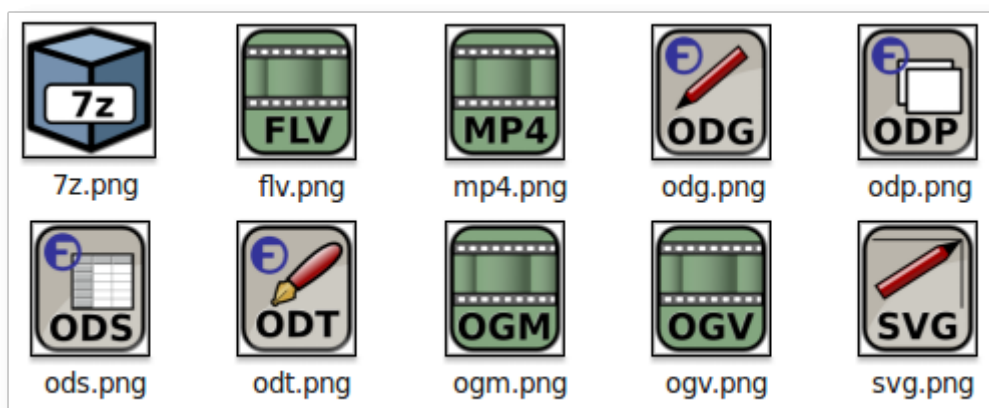 7z
FLV
MP4
ODG
ODP
7z.png
flv.png
mp4.png
odg.png
odp.png
ODS
ODT
OGM
OGV
SVG
ods.png
odt.png
ogm.png
ogv.png
svg.png